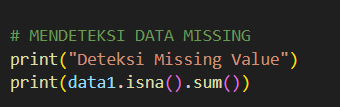 # MENDETEKSI DATA MISSING
print("Deteksi Missing Value")
print(data1.isna().sum())